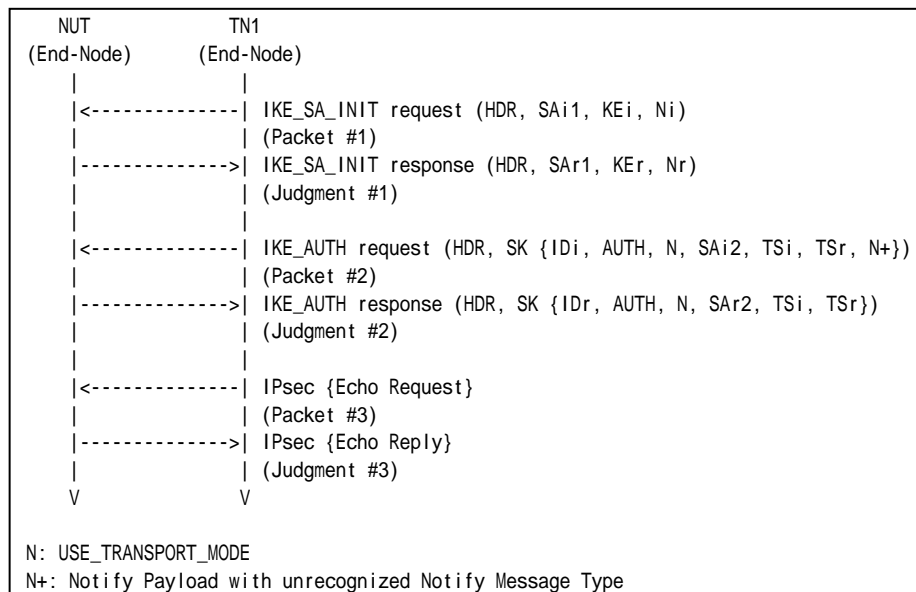 NUT TN1
(End-Node) (End-Node)
| |
|<--------------| IKE_SA_INIT request (HDR, SAi1, KEi, Ni)
| | (Packet #1)
|-------------->| IKE_SA_INIT response (HDR, SAr1, KEr, Nr)
| | (Judgment #1)
| |
|<--------------| IKE_AUTH request (HDR, SK {IDi, AUTH, N, SAi2, TSi, TSr, N+})
| | (Packet #2)
|-------------->| IKE_AUTH response (HDR, SK {IDr, AUTH, N, SAr2, TSi, TSr})
| | (Judgment #2)
| |
|<--------------| IPsec {Echo Request}
| | (Packet #3)
|-------------->| IPsec {Echo Reply}
| | (Judgment #3)
V V
N: USE_TRANSPORT_MODE
N+: Notify Payload with unrecognized Notify Message Type